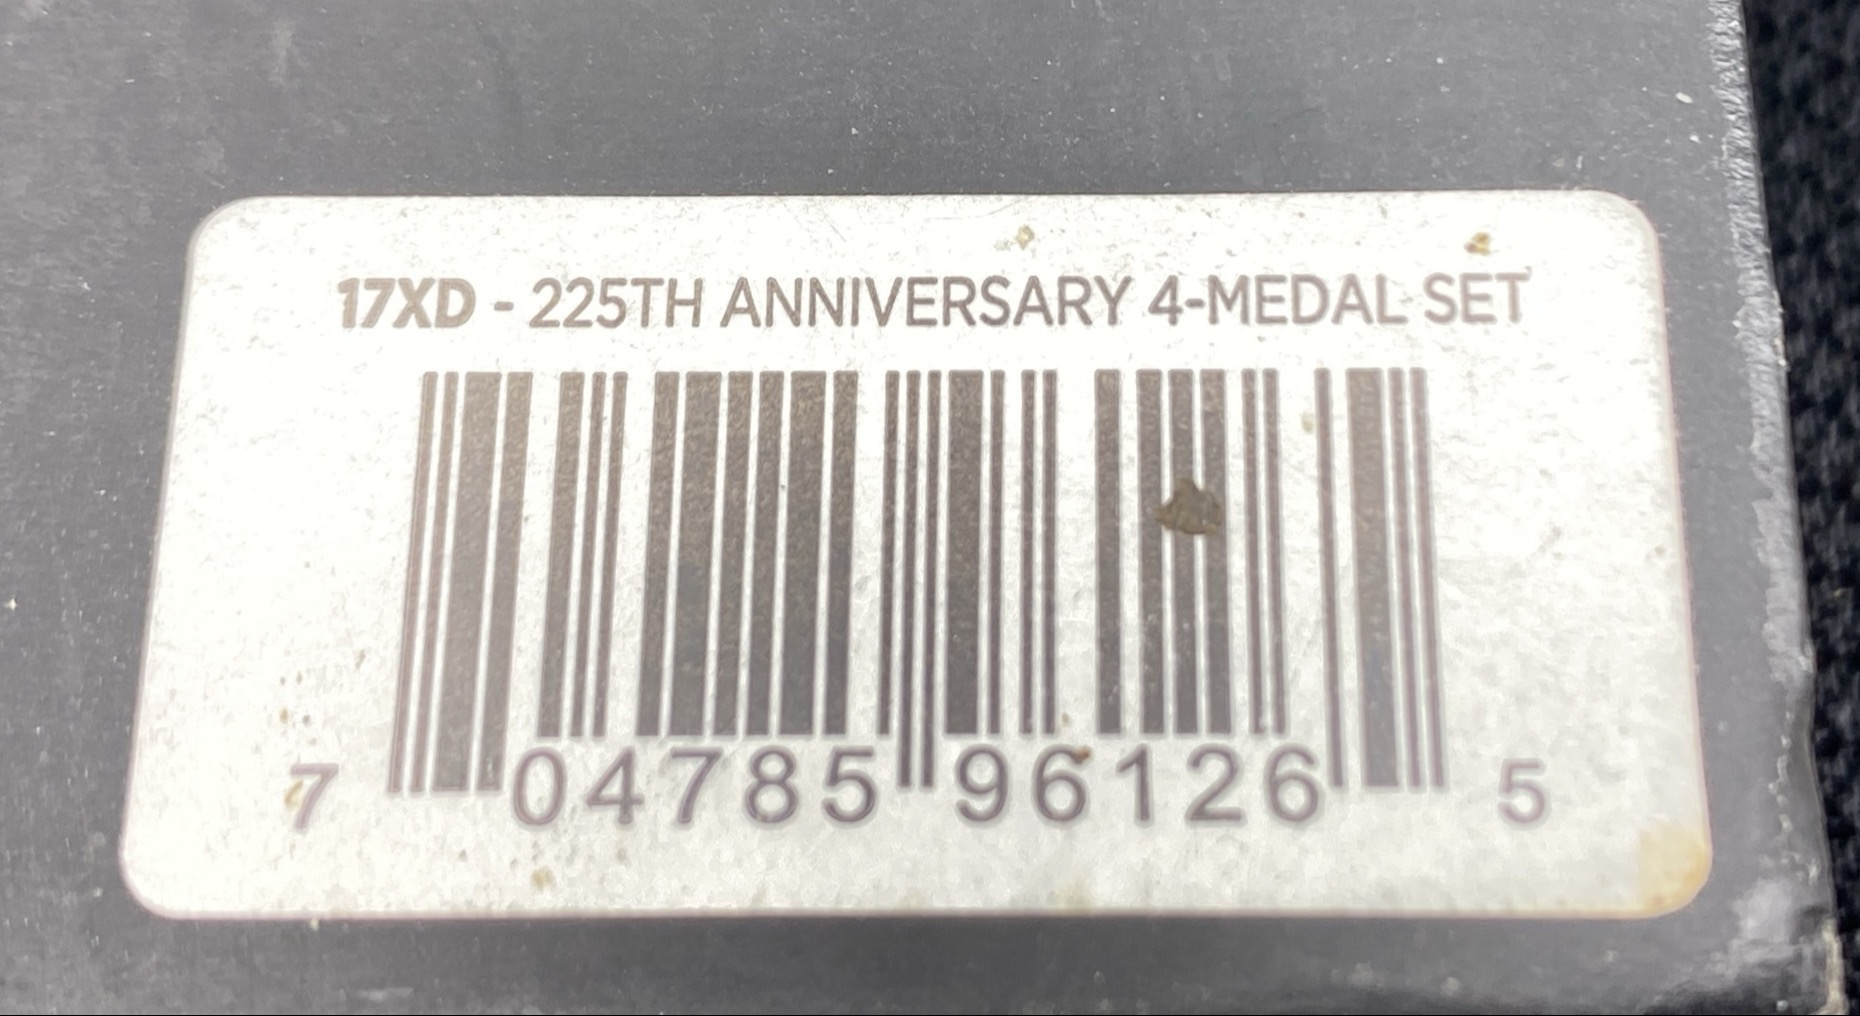 17XD - 225TH ANNIVERSARY 4-MEDAL SET
7 04785 96126 5